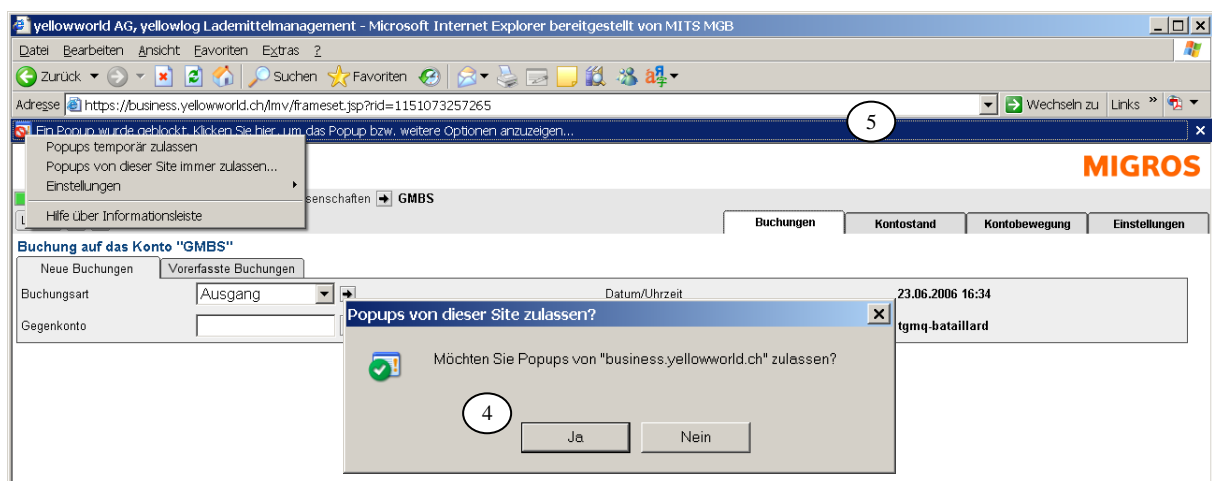 yellowworld AG, yellowlog Lademittelmanagement - Microsoft Internet Explorer bereitgestellt von MITS MGB
Datei Bearbeiten Ansicht Favoriten Extras ?
Zurück Suchen Favoriten
Adresse https://business.yellowworld.ch/lmv/frameset.jsp?rid=1151073257265 Wechseln zu Links »
Ein Popup wurde geblockt. Klicken Sie hier, um das Popup bzw. weitere Optionen anzuzeigen...
5
Popups temporär zulassen
Popups von dieser Site immer zulassen...
Einstellungen
Hilfe über Informationsleiste
MIGROS
senschaften GMBS
Buchungen Kontostand Kontobewegung Einstellungen
Buchung auf das Konto "GMBS"
Neue Buchungen Vorerfasste Buchungen
Buchungsart Ausgang Datum/Uhrzeit 23.06.2006 16:34
Gegenkonto tgmq-bataillard
Popups von dieser Site zulassen?
Möchten Sie Popups von "business.yellowworld.ch" zulassen?
4
Ja Nein